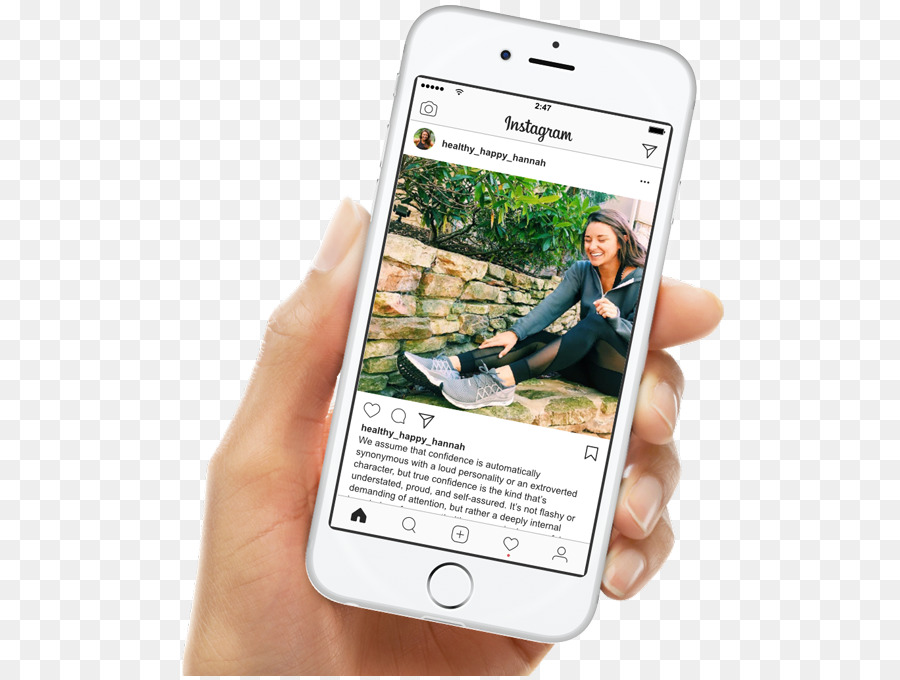 2:47
Instagram
healthy_happy_hannah
healthy_happy_hannah
We assume that confidence is automatically
synonymous with a loud personality or an extroverted
character, but true confidence is the kind that's
understated, proud, and self-assured. It's not flashy or
demanding of attention, but rather a deeply internal